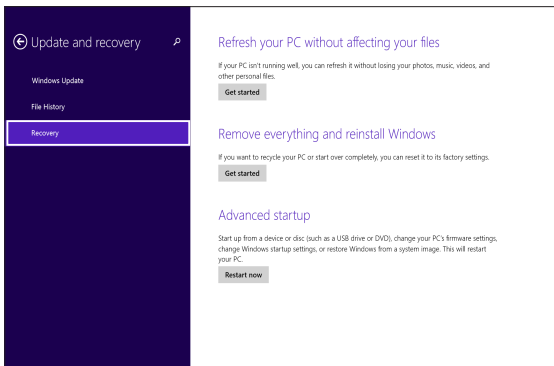 Update and recovery
Windows Update
File History
Recovery
Refresh your PC without affecting your files
If your PC isn't running well, you can refresh it without losing your photos, music, videos, and
other personal files.
Get started
Remove everything and reinstall Windows
If you want to recycle your PC or start over completely, you can reset it to its factory settings.
Get started
Advanced startup
Start up from a device or disc (such as a USB drive or DVD), change your PC's firmware settings,
change Windows startup settings, or restore Windows from a system image. This will restart
your PC.
Restart now